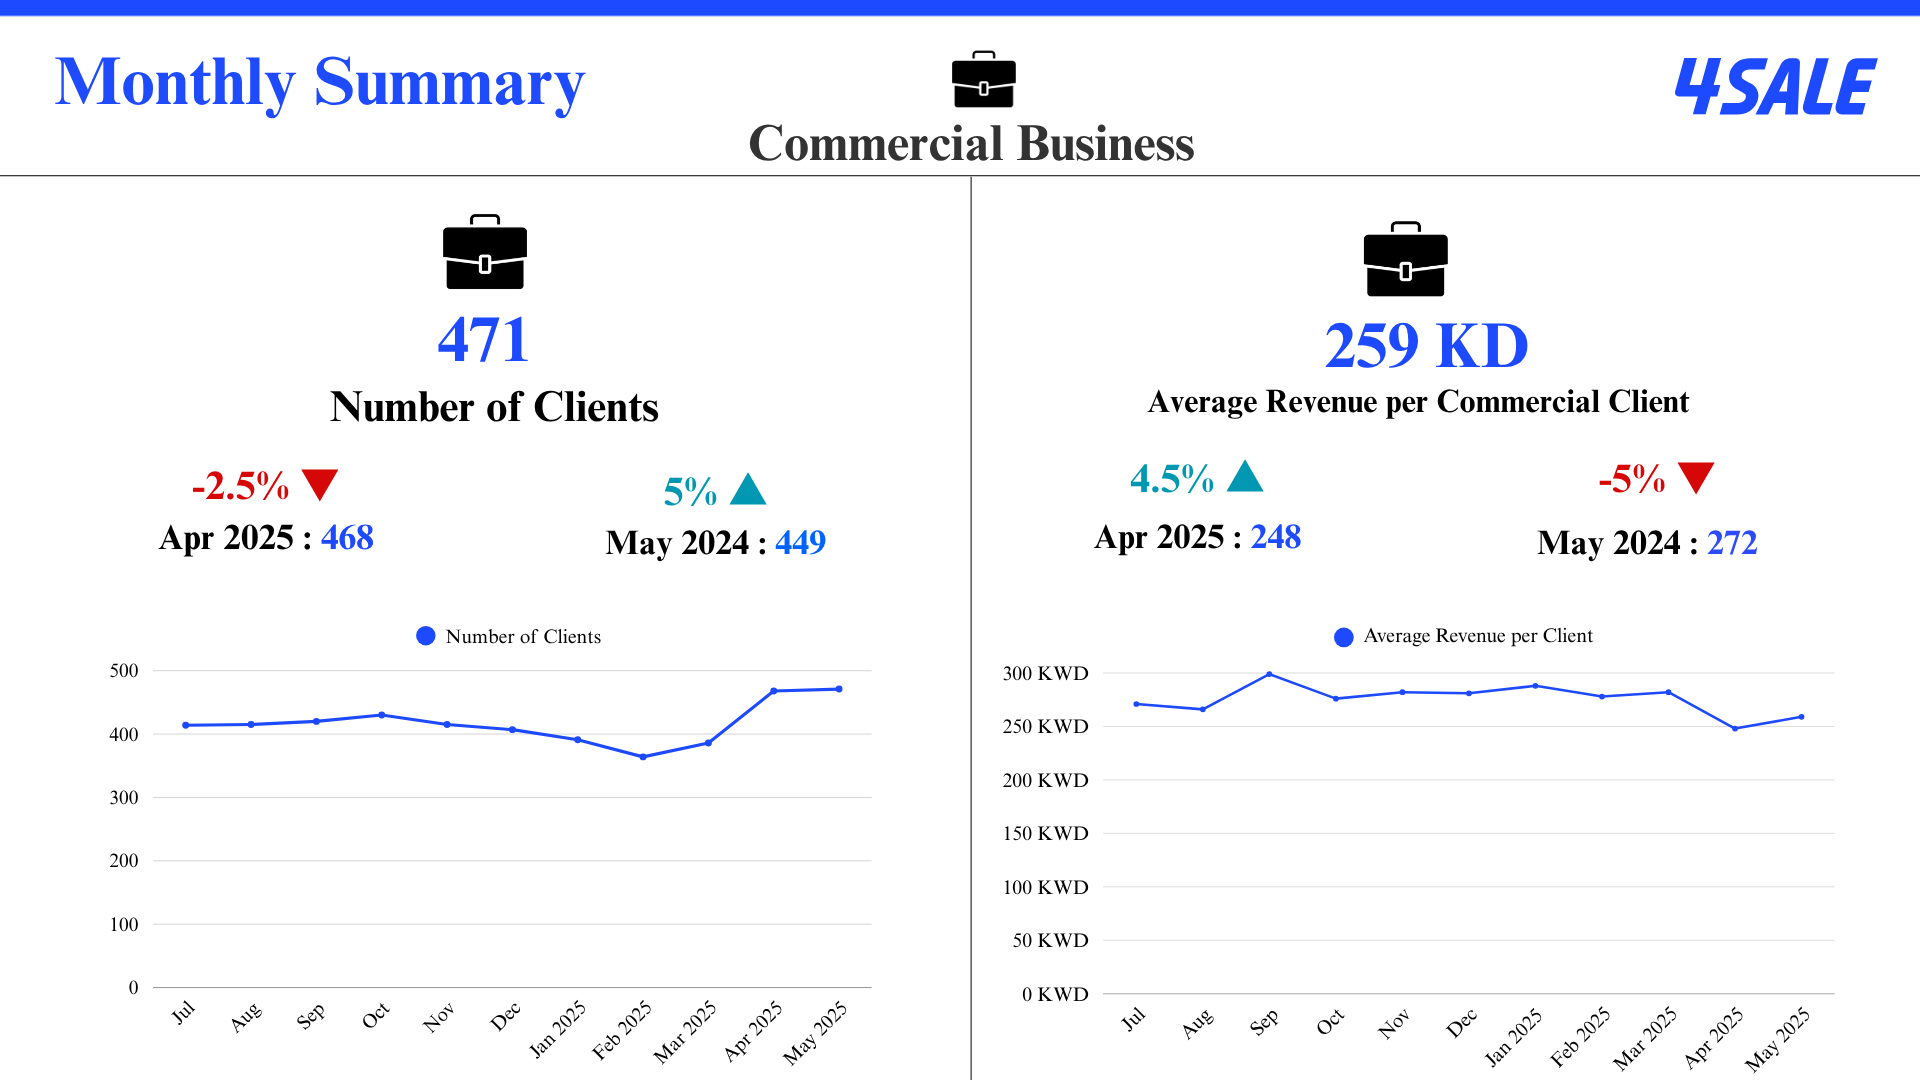 Monthly Summary
Commercial Business
4SALE
471
Number of Clients
-2.5%
Apr 2025 : 468
5%
May 2024 : 449
Number of Clients
500
400
300
200
100
0
Jul
Aug
Sep
Oct
Nov
Dec
Jan 2025
Feb 2025
Mar 2025
Apr 2025
May 2025
259 KD
Average Revenue per Commercial Client
4.5%
Apr 2025 : 248
-5%
May 2024 : 272
Average Revenue per Client
300 KWD
250 KWD
200 KWD
150 KWD
100 KWD
50 KWD
0 KWD
Jul
Aug
Sep
Oct
Nov
Dec
Jan 2025
Feb 2025
Mar 2025
Apr 2025
May 2025